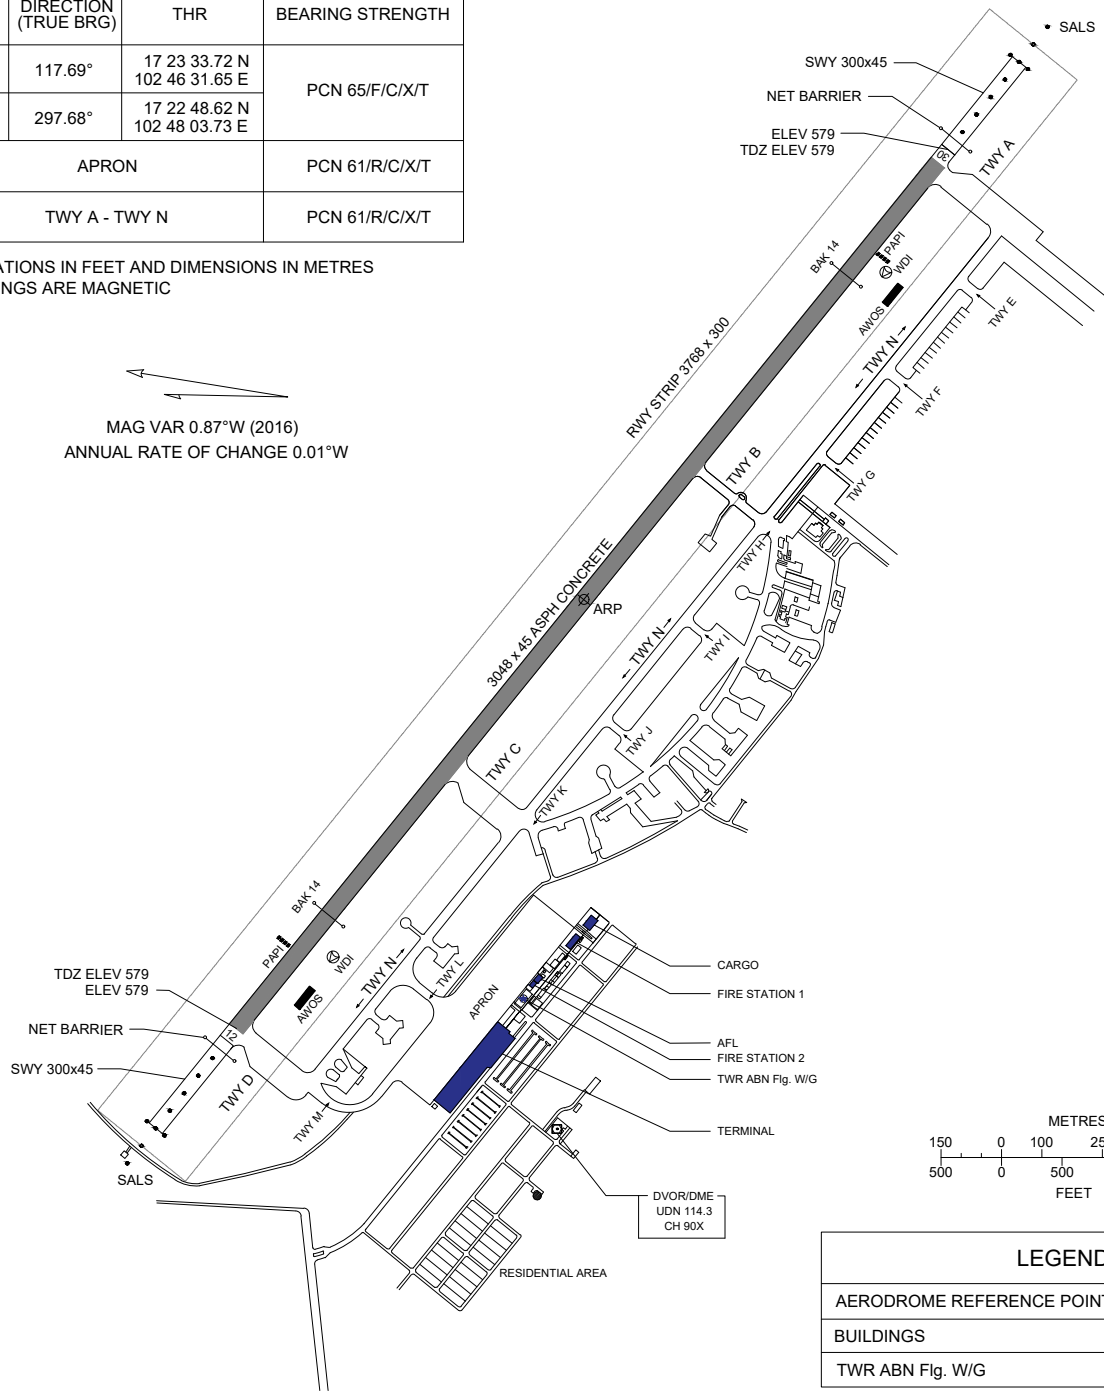 DIRECTION
(TRUE BRG)
THR
BEARING STRENGTH
117.69°
17 23 33.72 N
102 46 31.65 E
PCN 65/F/C/X/T
297.68°
17 22 48.62 N
102 48 03.73 E
APRON
PCN 61/R/C/X/T
TWY A - TWY N
PCN 61/R/C/X/T
ATIONS IN FEET AND DIMENSIONS IN METRES
INGS ARE MAGNETIC
MAG VAR 0.87°W (2016)
ANNUAL RATE OF CHANGE 0.01°W
SALS
SWY 300x45
NET BARRIER
ELEV 579
TDZ ELEV 579
30
TWY A
PAPI
BAK 14
WDI
AWOS
TWY E
TWY N
TWY F
RWY STRIP 3768 x 300
TWY B
TWY G
TWY H
3048 x 45 ASPH CONCRETE
ARP
TWY N
TWY I
TWY J
TWY C
TWY K
BAK 14
PAPI
WDI
TWY N
TWY L
AWOS
TDZ ELEV 579
ELEV 579
12
NET BARRIER
SWY 300x45
TWY D
TWY M
SALS
APRON
CARGO
FIRE STATION 1
AFL
FIRE STATION 2
TWR ABN Flg. W/G
TERMINAL
DVOR/DME
UDN 114.3
CH 90X
RESIDENTIAL AREA
METRES
150 0 100 25
500 0 500
FEET
LEGEND
AERODROME REFERENCE POINT
BUILDINGS
TWR ABN Flg. W/G